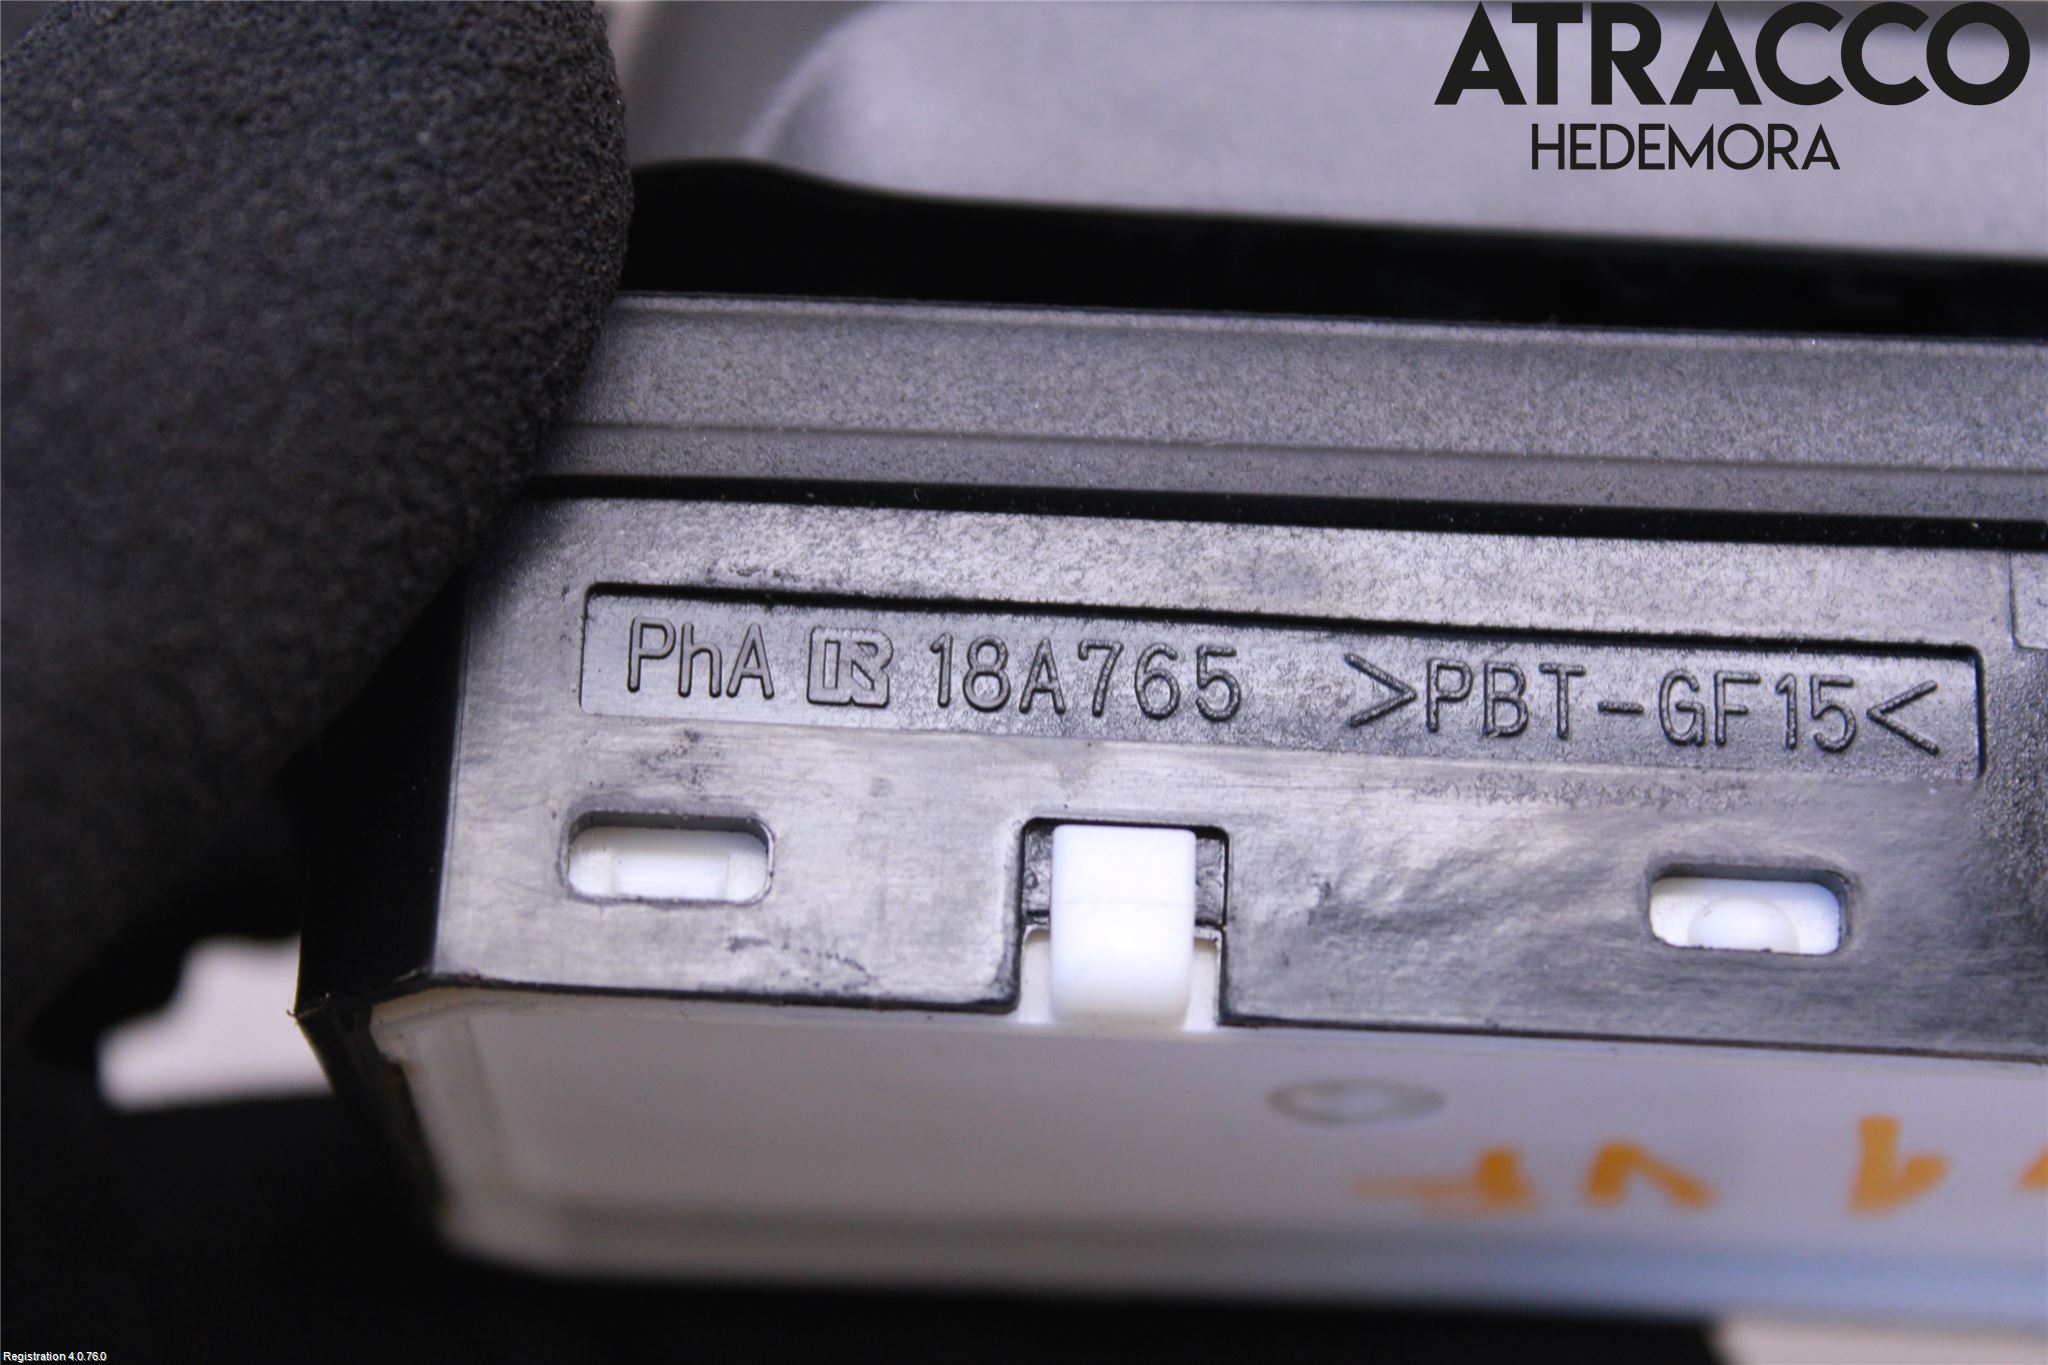 ATRACCO
HEDEMORA
PhA 18A765 >PBT-GF15<
Registration 4.0.76.0